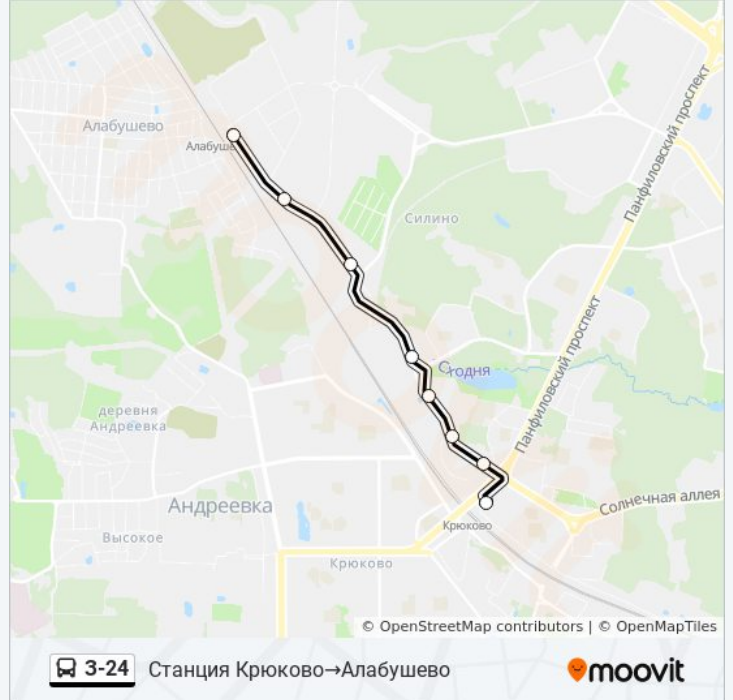 Панфиловский проспект
Алабушево
Алабуше
Силино
Панфиловский проспект
Сходня
деревня
Андреевка
Солнечная аллея
Андреевка
Крюково
Высокое
Крюково
© OpenStreetMap contributors | © OpenMapTiles
З-24 Станция Крюково→Алабушево
moovit